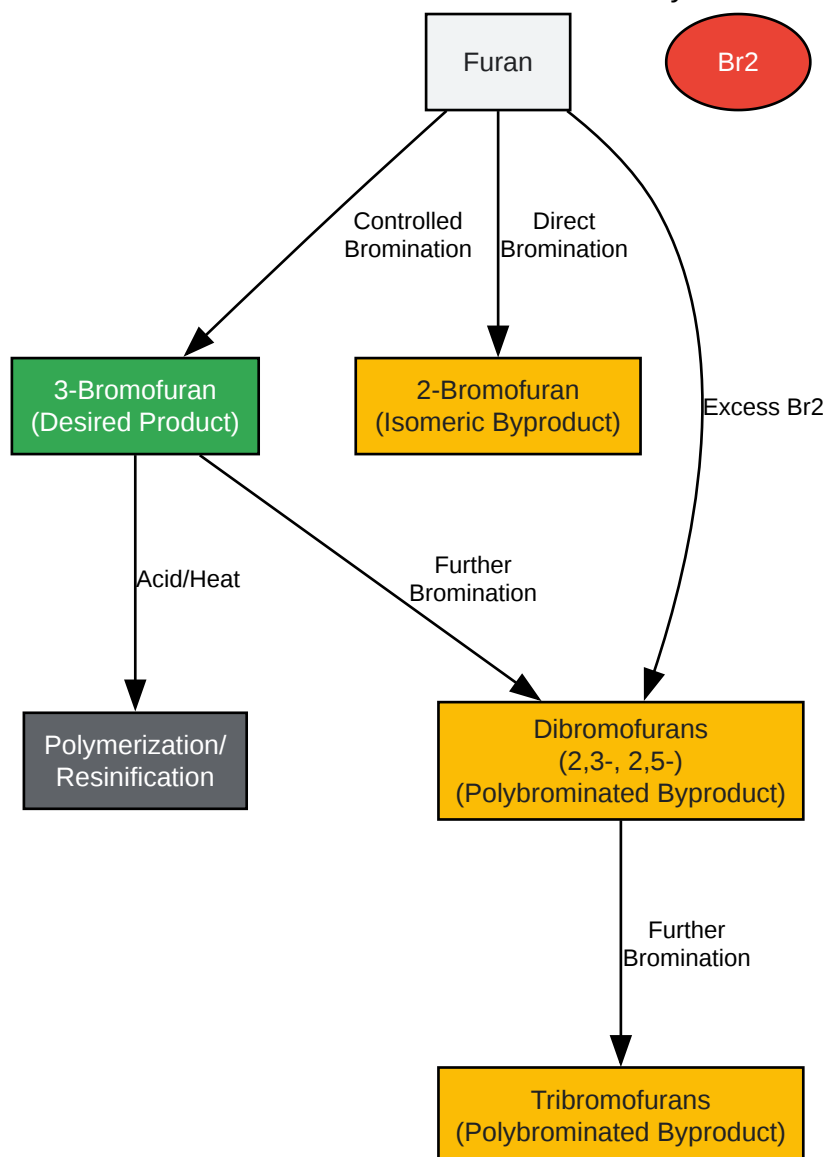 Furan
Br2
Controlled
Bromination
Direct
Bromination
3-Bromofuran
(Desired Product)
2-Bromofuran
(Isomeric Byproduct)
Excess Br2
Acid/Heat
Further
Bromination
Polymerization/
Resinification
Dibromofurans
(2,3-, 2,5-)
(Polybrominated Byproduct)
Further
Bromination
Tribromofurans
(Polybrominated Byproduct)